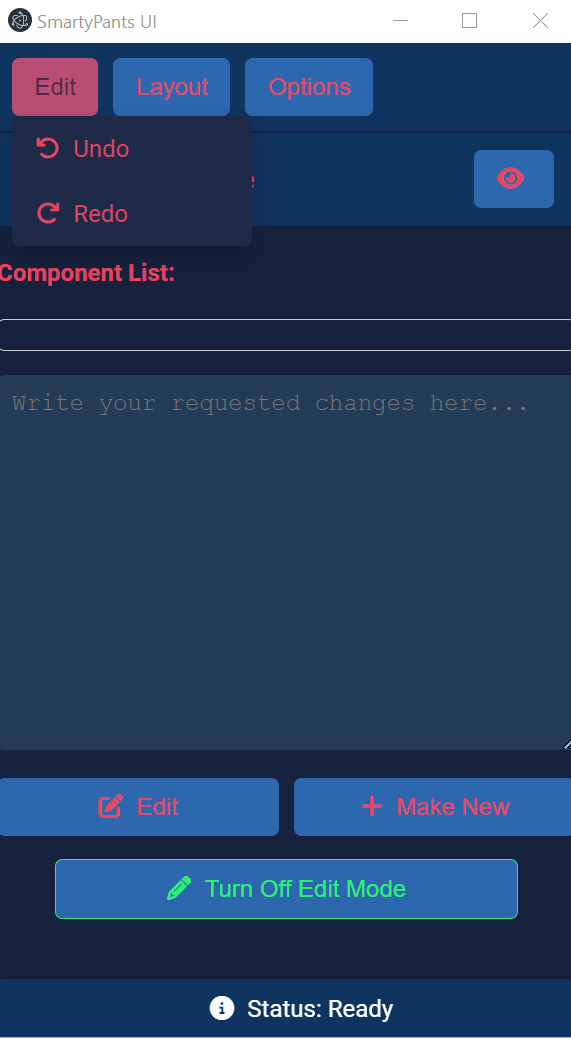 SmartyPants UI
Edit Layout Options
Undo
Redo
Component List:
Write your requested changes here...
Edit Make New
Turn Off Edit Mode
Status: Ready